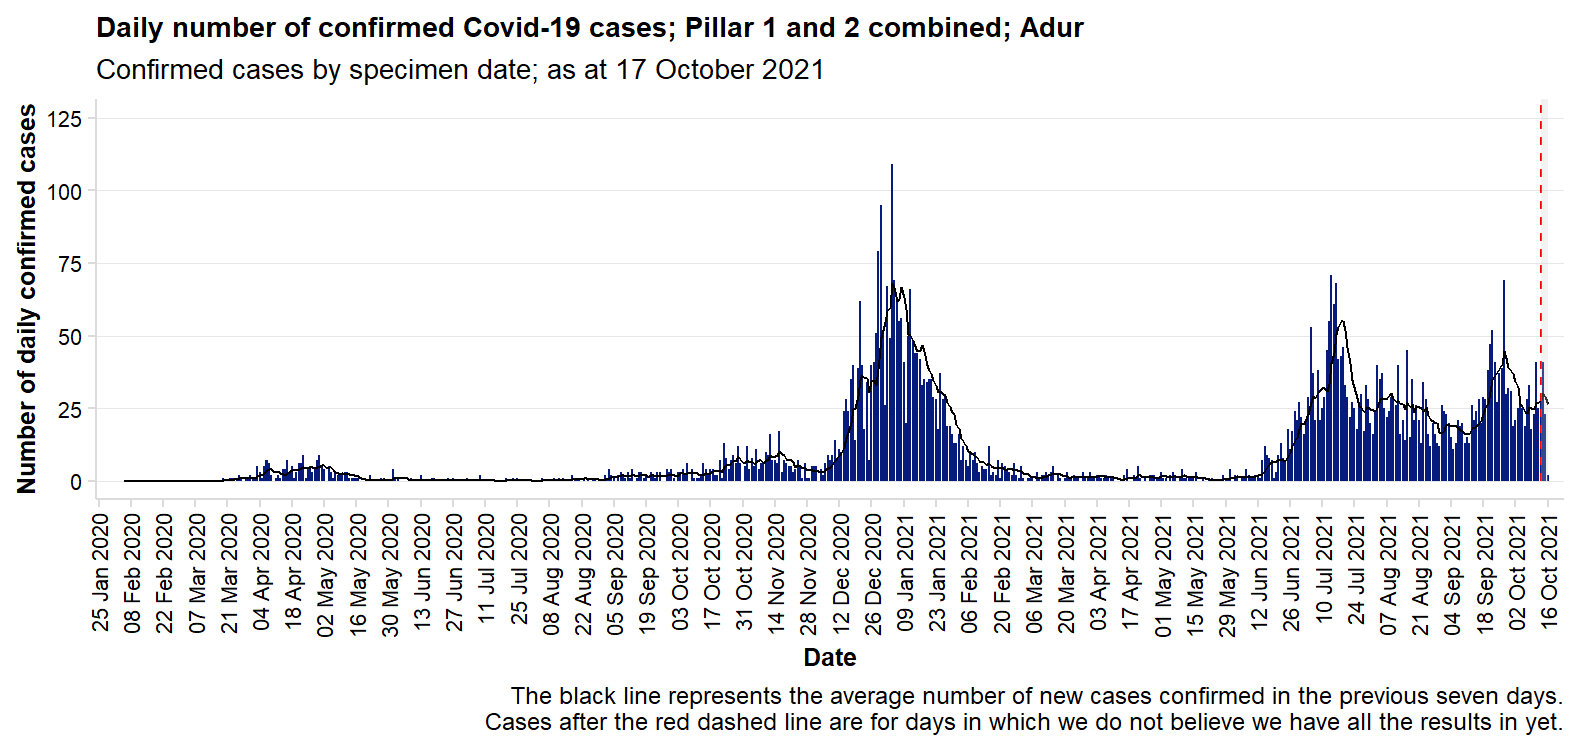 Daily number of confirmed Covid-19 cases; Pillar 1 and 2 combined; Adur
Confirmed cases by specimen date; as at 17 October 2021
Number of daily confirmed cases
125
100
75
50
25
0
25 Jan 2020
08 Feb 2020
22 Feb 2020
07 Mar 2020
21 Mar 2020
04 Apr 2020
18 Apr 2020
02 May 2020
16 May 2020
30 May 2020
13 Jun 2020
27 Jun 2020
11 Jul 2020
25 Jul 2020
08 Aug 2020
22 Aug 2020
05 Sep 2020
19 Sep 2020
03 Oct 2020
17 Oct 2020
31 Oct 2020
14 Nov 2020
28 Nov 2020
12 Dec 2020
26 Dec 2020
09 Jan 2021
23 Jan 2021
06 Feb 2021
20 Feb 2021
06 Mar 2021
20 Mar 2021
03 Apr 2021
17 Apr 2021
01 May 2021
15 May 2021
29 May 2021
12 Jun 2021
26 Jun 2021
10 Jul 2021
24 Jul 2021
07 Aug 2021
21 Aug 2021
04 Sep 2021
18 Sep 2021
02 Oct 2021
16 Oct 2021
Date
The black line represents the average number of new cases confirmed in the previous seven days.
Cases after the red dashed line are for days in which we do not believe we have all the results in yet.